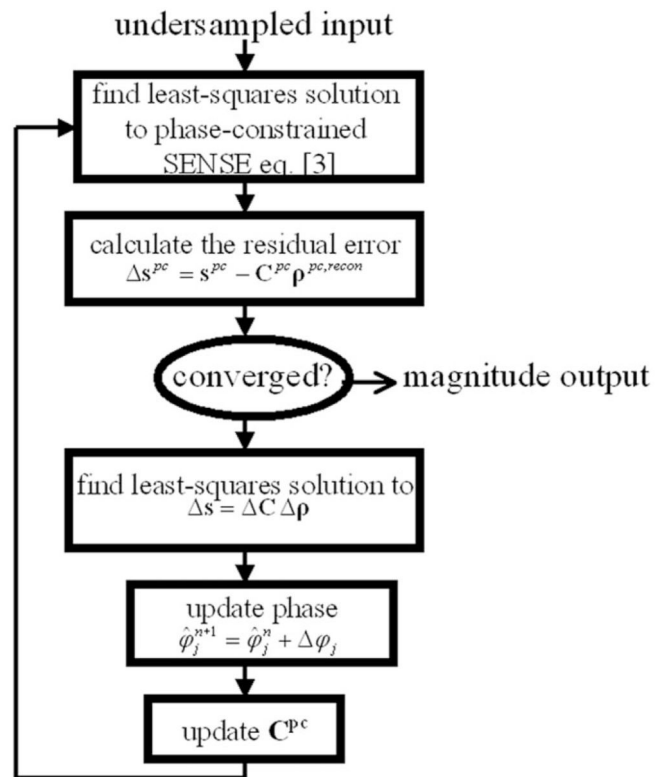 undersampled input
find least-squares solution
to phase-constrained
SENSE eq. [3]
calculate the residual error
Δs^{pc} = s^{pc} − C^{pc}ρ^{pc,recon}
converged?
magnitude output
find least-squares solution to
Δs = ΔC Δρ
update phase
φ̂_j^{n+1} = φ̂_j^n + Δφ_j
update C^{pc}